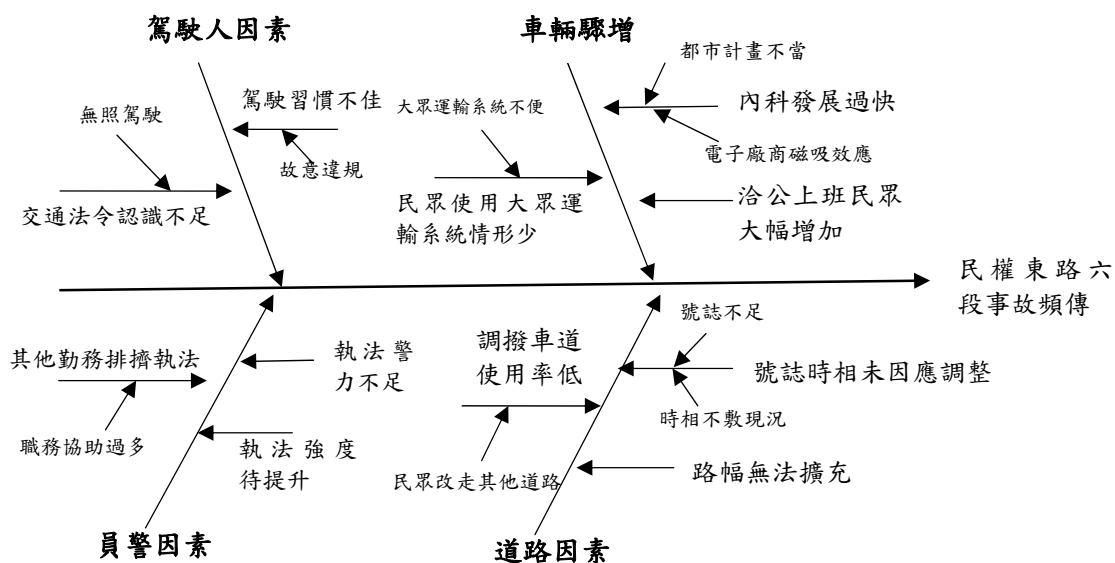 駕駛人因素
車輛驟增
都市計畫不當
無照駕駛
駕駛習慣不佳
大眾運輸系統不便
內科發展過快
故意違規
電子廠商磁吸效應
交通法令認識不足
民眾使用大眾運
輸系統情形少
洽公上班民眾
大幅增加
民權東路六
段事故頻傳
其他勤務排擠執法
執法警
力不足
調撥車道
使用率低
號誌不足
號誌時相未因應調整
時相不敷現況
職務協助過多
執法強度
待提升
民眾改走其他道路
路幅無法擴充
員警因素
道路因素